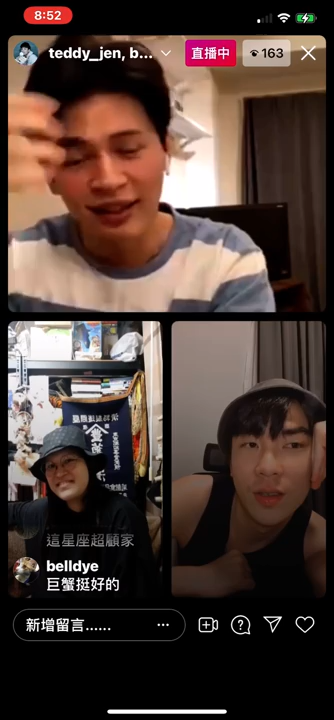 8:52
teddy_jen, b...
直播中
163
這星座超顧家
belldye
巨蟹挺好的
新增留言......